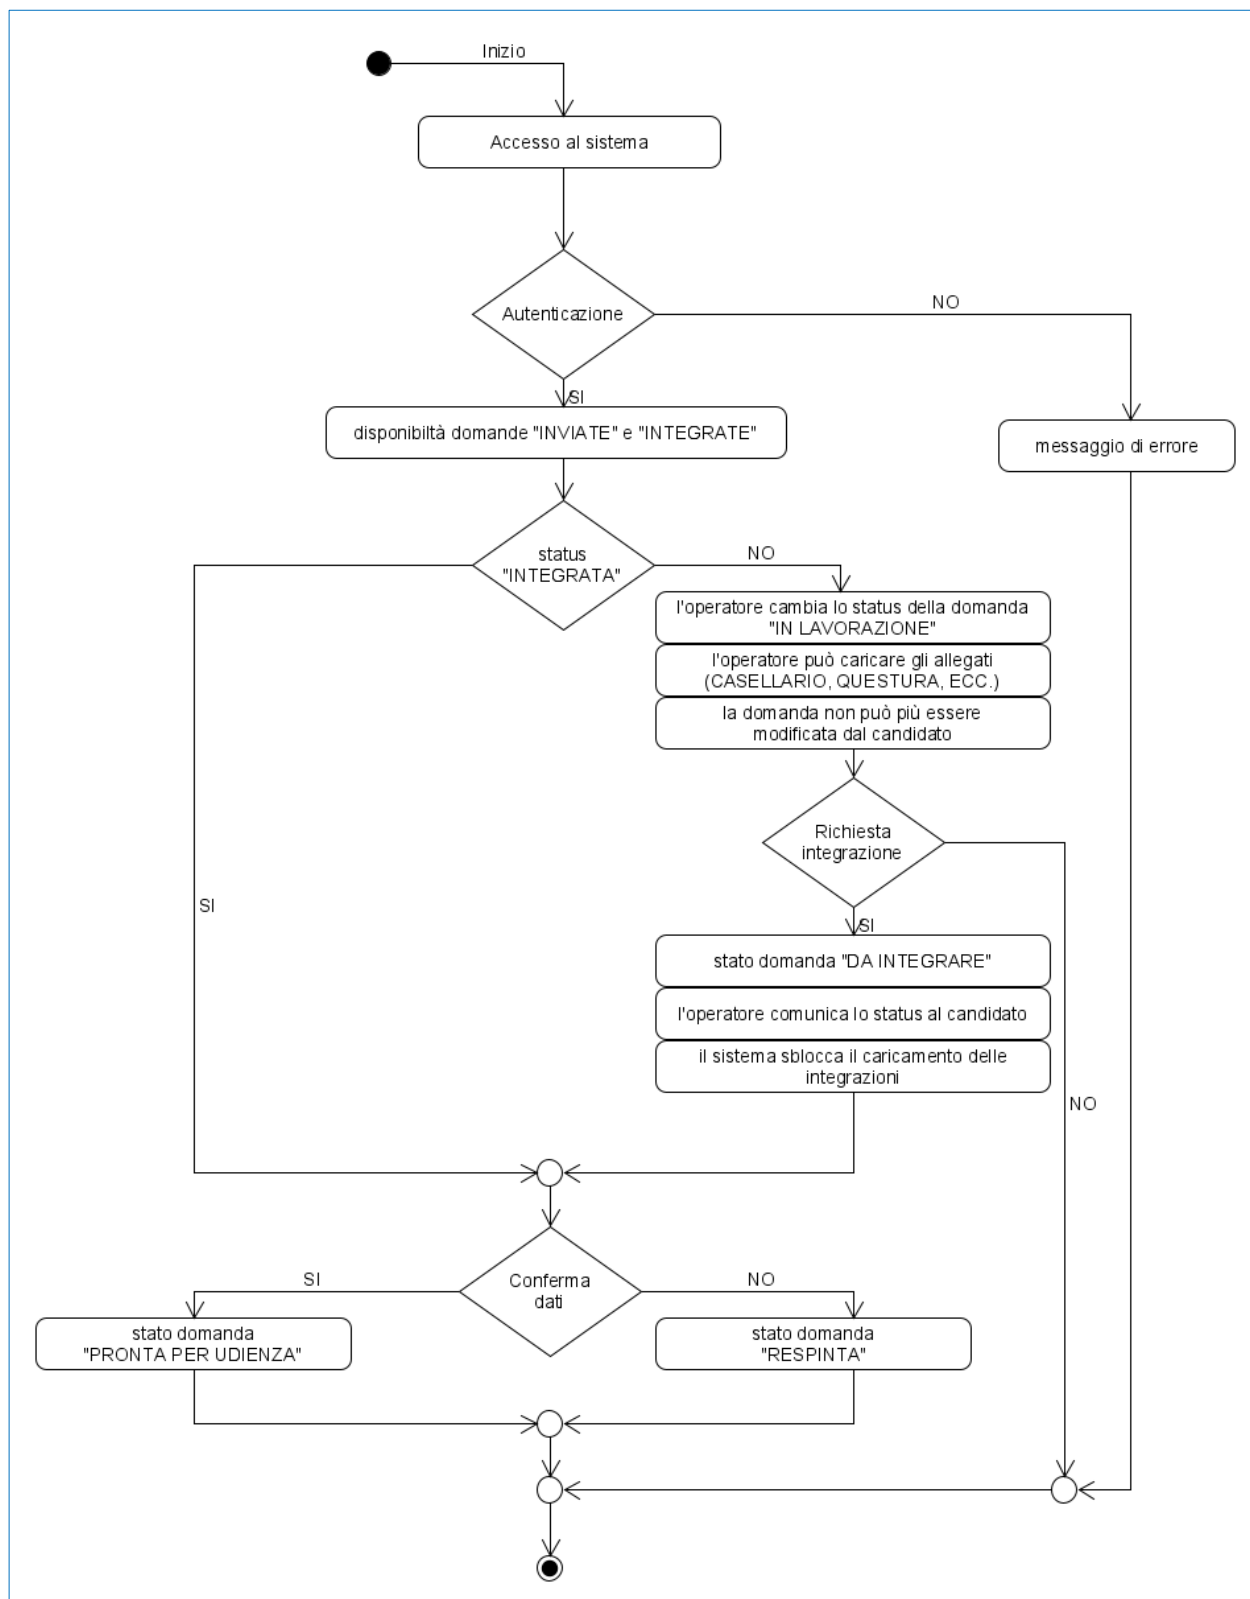 Inizio
Accesso al sistema
Autenticazione
NO
SI
disponibiltà domande "INVIATE" e "INTEGRATE"
messaggio di errore
status
"INTEGRATA"
NO
l'operatore cambia lo status della domanda
"IN LAVORAZIONE"
l'operatore può caricare gli allegati
(CASELLARIO, QUESTURA, ECC.)
la domanda non può più essere
modificata dal candidato
Richiesta
integrazione
SI
SI
stato domanda "DA INTEGRARE"
l'operatore comunica lo status al candidato
il sistema sblocca il caricamento delle
integrazioni
NO
Conferma
dati
SI
NO
stato domanda
"PRONTA PER UDIENZA"
stato domanda
"RESPINTA"